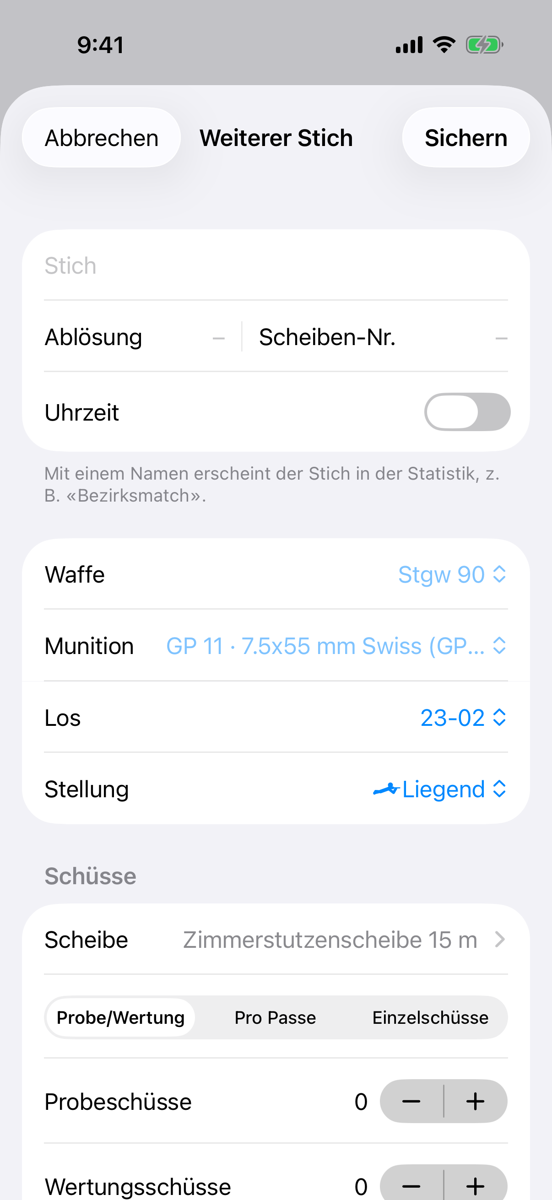 9:41
Abbrechen Weiterer Stich Sichern
Stich
Ablösung – Scheiben-Nr. –
Uhrzeit
Mit einem Namen erscheint der Stich in der Statistik, z.
B. «Bezirksmatch».
Waffe Stgw 90
Munition GP 11 · 7.5x55 mm Swiss (GP...
Los 23-02
Stellung Liegend
Schüsse
Scheibe Zimmerstutzenscheibe 15 m
Probe/Wertung Pro Passe Einzelschüsse
Probeschüsse 0 − +
Wertungsschüsse 0 − +